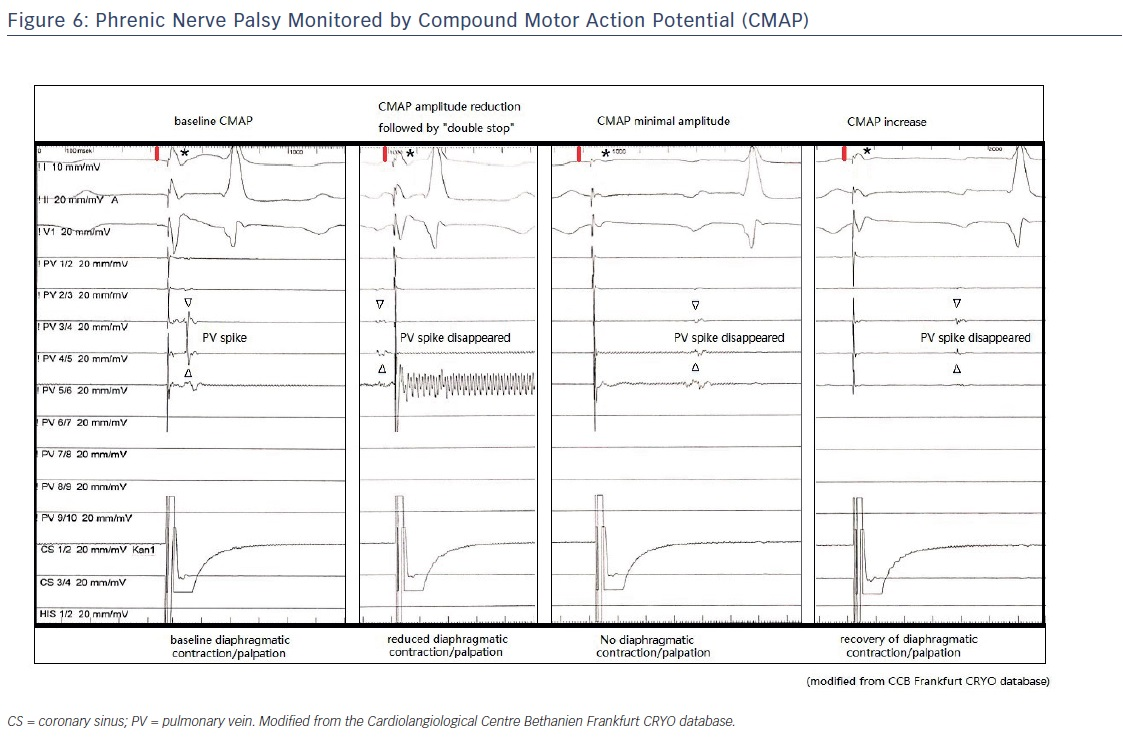 Figure 6: Phrenic Nerve Palsy Monitored by Compound Motor Action Potential (CMAP)
baseline CMAP
CMAP amplitude reduction
followed by "double stop"
CMAP minimal amplitude
CMAP increase
0 100 msek 1000
* * * 1000 * 2000
! I 10 mm/mV
! II 20 mm/mV A
! V1 20 mm/mV
! PV 1/2 20 mm/mV
! PV 2/3 20 mm/mV
! PV 3/4 20 mm/mV
PV spike
PV spike disappeared
PV spike disappeared
PV spike disappeared
! PV 4/5 20 mm/mV
! PV 5/6 20 mm/mV
! PV 6/7 20 mm/mV
! PV 7/8 20 mm/mV
! PV 8/9 20 mm/mV
! PV 9/10 20 mm/mV
CS 1/2 20 mm/mV Kan1
CS 3/4 20 mm/mV
HIS 1/2 20 mm/mV
baseline diaphragmatic
contraction/palpation
reduced diaphragmatic
contraction/palpation
No diaphragmatic
contraction/palpation
recovery of diaphragmatic
contraction/palpation
(modified from CCB Frankfurt CRYO database)
CS = coronary sinus; PV = pulmonary vein. Modified from the Cardiolangiological Centre Bethanien Frankfurt CRYO database.